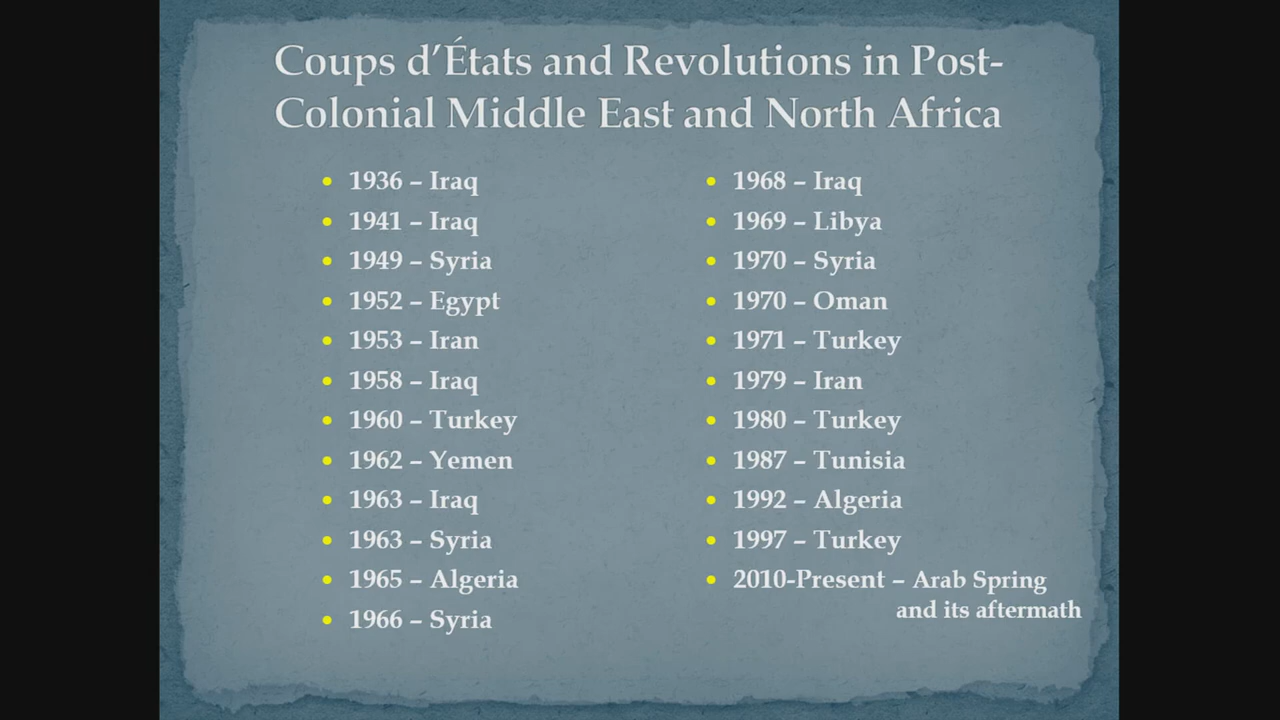 Coups d’États and Revolutions in Post-
Colonial Middle East and North Africa
• 1936 – Iraq
• 1941 – Iraq
• 1949 – Syria
• 1952 – Egypt
• 1953 – Iran
• 1958 – Iraq
• 1960 – Turkey
• 1962 – Yemen
• 1963 – Iraq
• 1963 – Syria
• 1965 – Algeria
• 1966 – Syria
• 1968 – Iraq
• 1969 – Libya
• 1970 – Syria
• 1970 – Oman
• 1971 – Turkey
• 1979 – Iran
• 1980 – Turkey
• 1987 – Tunisia
• 1992 – Algeria
• 1997 – Turkey
• 2010-Present – Arab Spring
and its aftermath